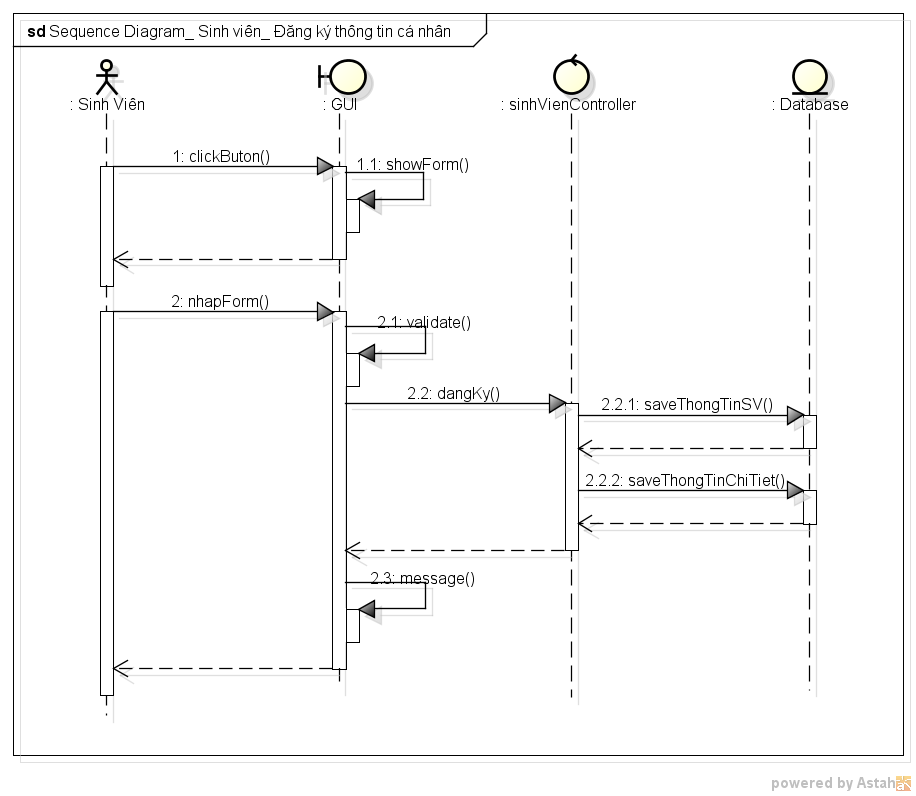 sd Sequence Diagram_ Sinh viên_ Đăng ký thông tin cá nhân
: Sinh Viên
: GUI
: sinhVienController
: Database
1: clickButon()
1.1: showForm()
2: nhapForm()
2.1: validate()
2.2: dangKy()
2.2.1: saveThongTinSV()
2.2.2: saveThongTinChiTiet()
2.3: message()
powered by Astah